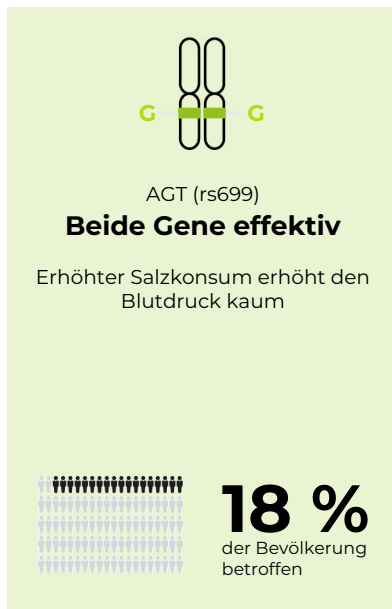 G G
AGT (rs699)
Beide Gene effektiv
Erhöhter Salzkonsum erhöht den
Blutdruck kaum
18 %
der Bevölkerung
betroffen